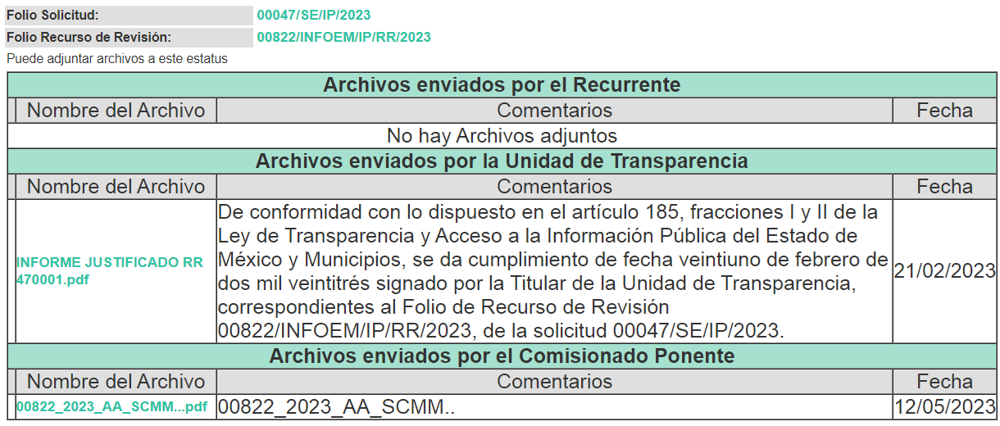 Folio Solicitud: 00047/SE/IP/2023
Folio Recurso de Revisión: 00822/INFOEM/IP/RR/2023
Puede adjuntar archivos a este estatus
Archivos enviados por el Recurrente
Nombre del Archivo Comentarios Fecha
No hay Archivos adjuntos
Archivos enviados por la Unidad de Transparencia
Nombre del Archivo Comentarios Fecha
INFORME JUSTIFICADO RR
470001.pdf
De conformidad con lo dispuesto en el artículo 185, fracciones I y II de la
Ley de Transparencia y Acceso a la Información Pública del Estado de
México y Municipios, se da cumplimiento de fecha veintiuno de febrero de
dos mil veintitrés signado por la Titular de la Unidad de Transparencia,
correspondientes al Folio de Recurso de Revisión
00822/INFOEM/IP/RR/2023, de la solicitud 00047/SE/IP/2023.
21/02/2023
Archivos enviados por el Comisionado Ponente
Nombre del Archivo Comentarios Fecha
00822_2023_AA_SCMM...pdf 00822_2023_AA_SCMM.. 12/05/2023